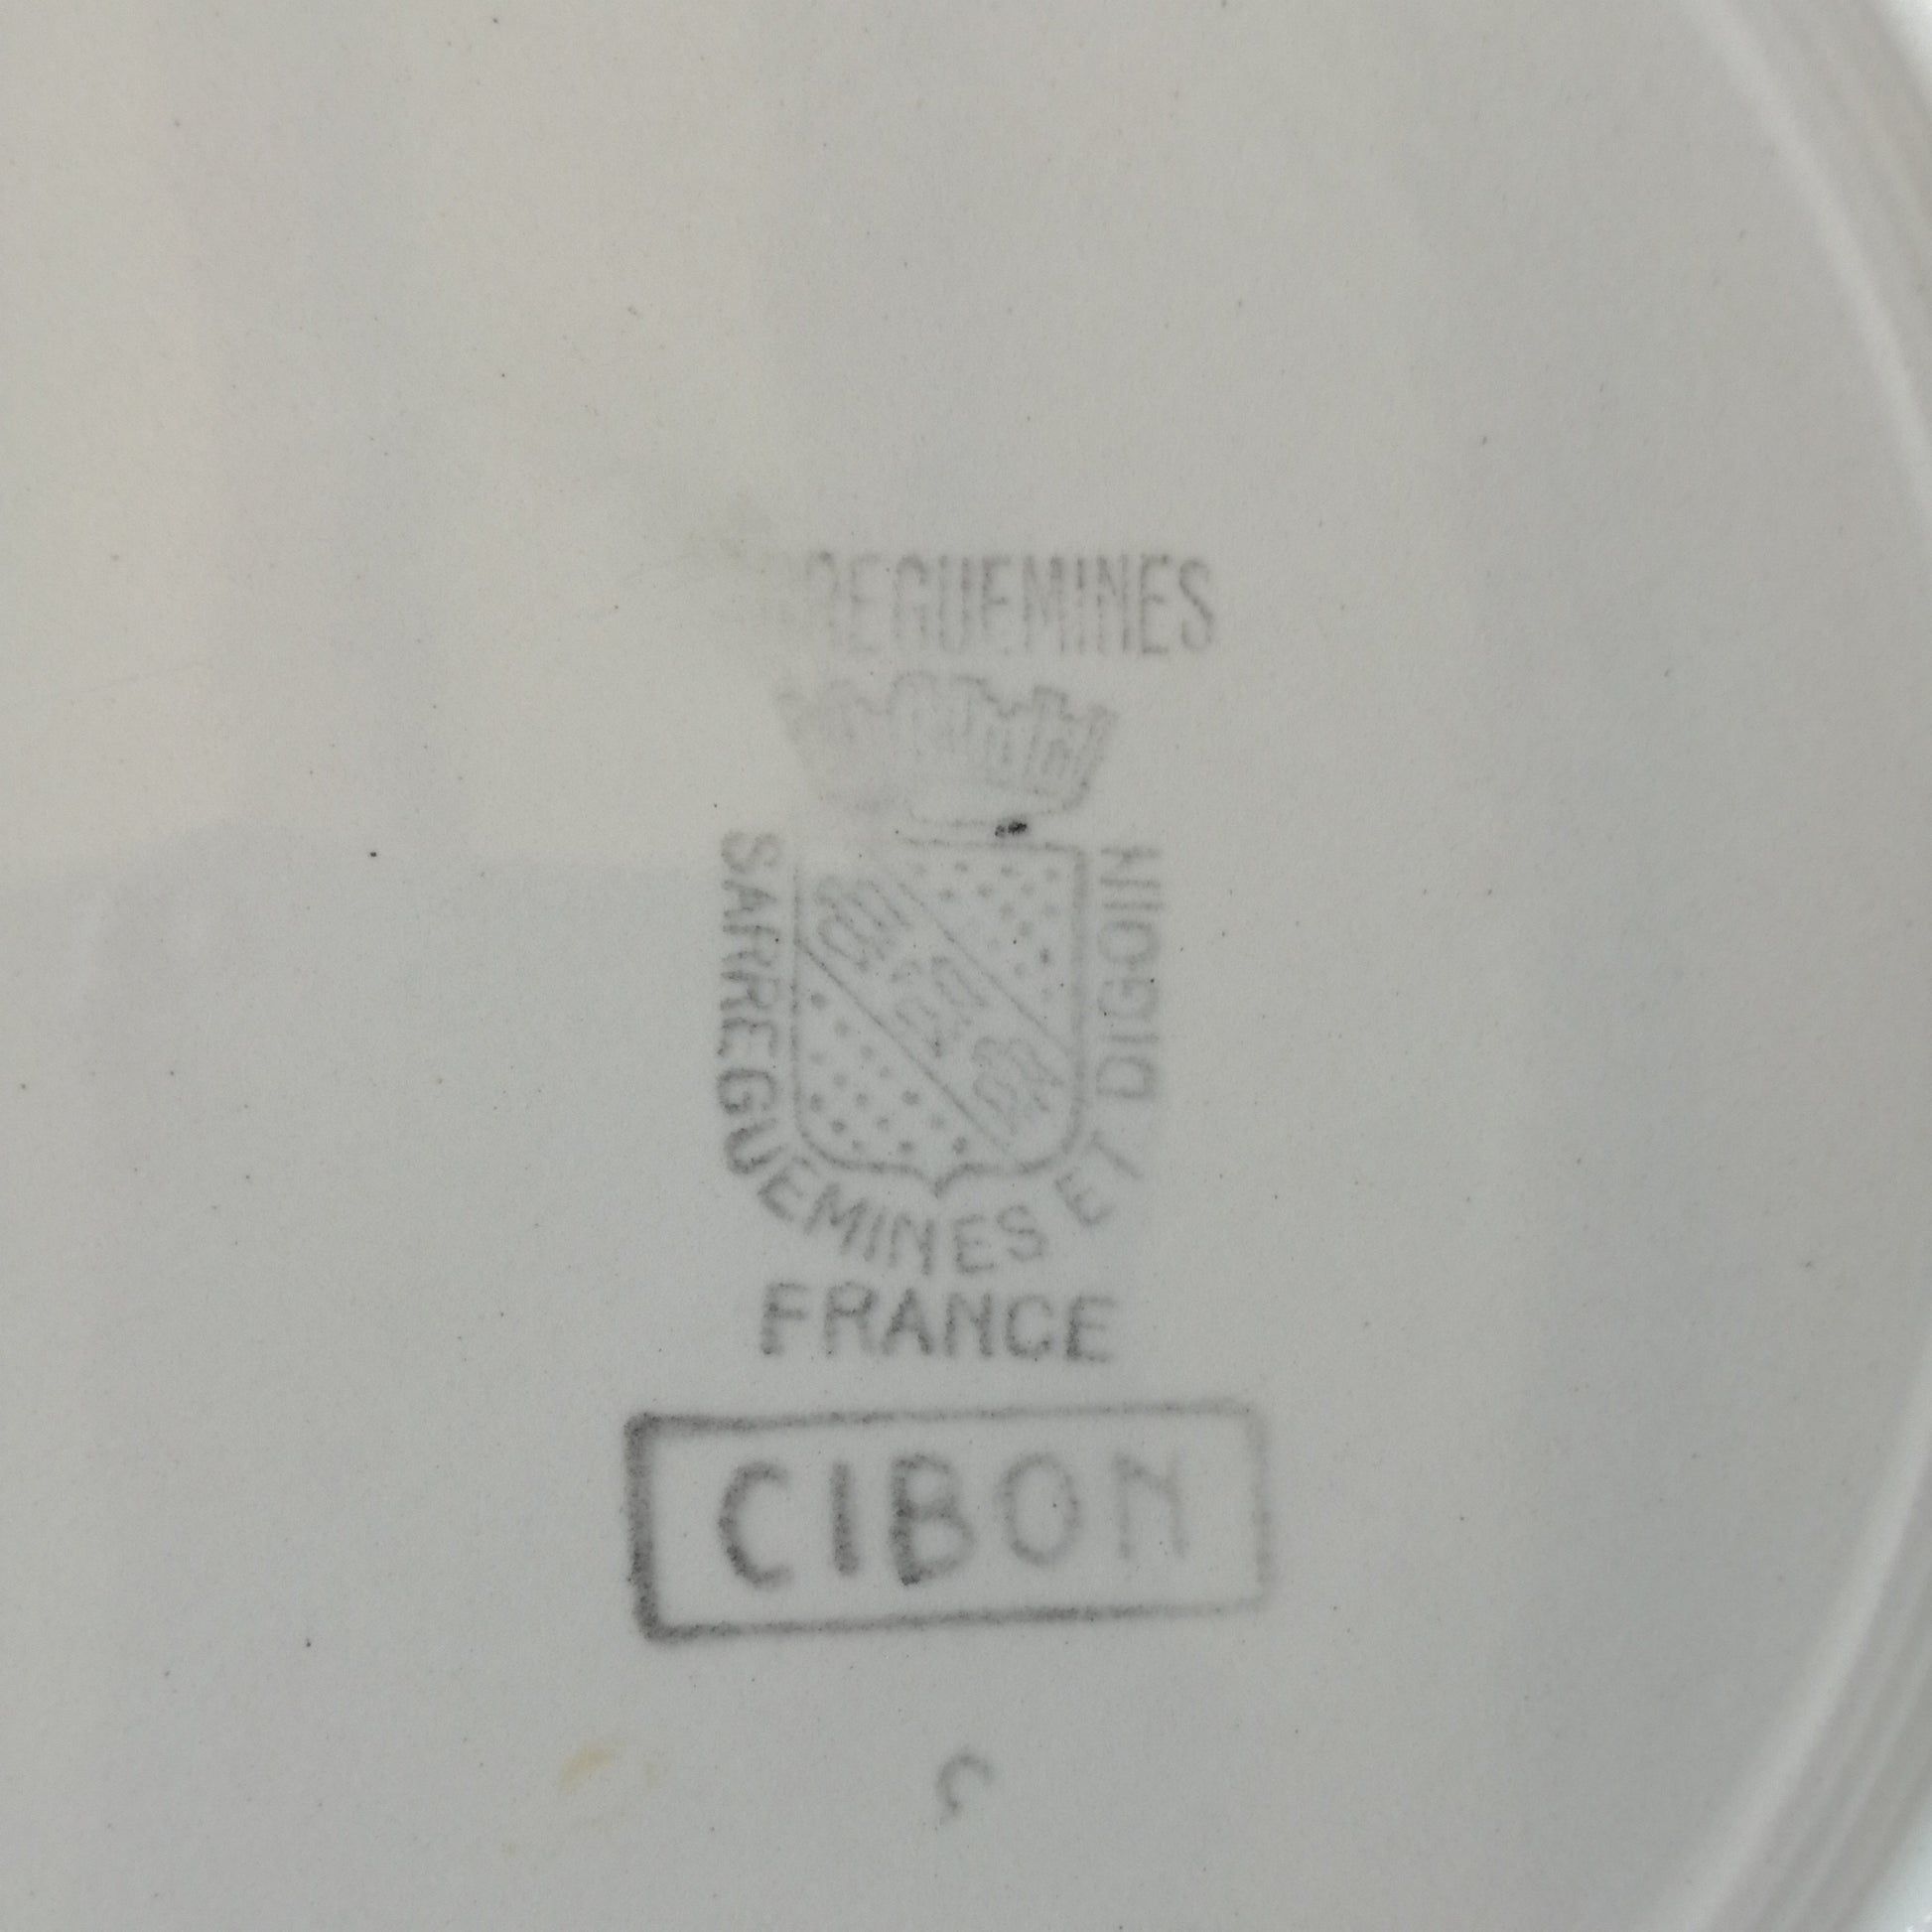 REGUEMINES
SARREGUEMINES ET DIGOIN
FRANCE
CIBON
C